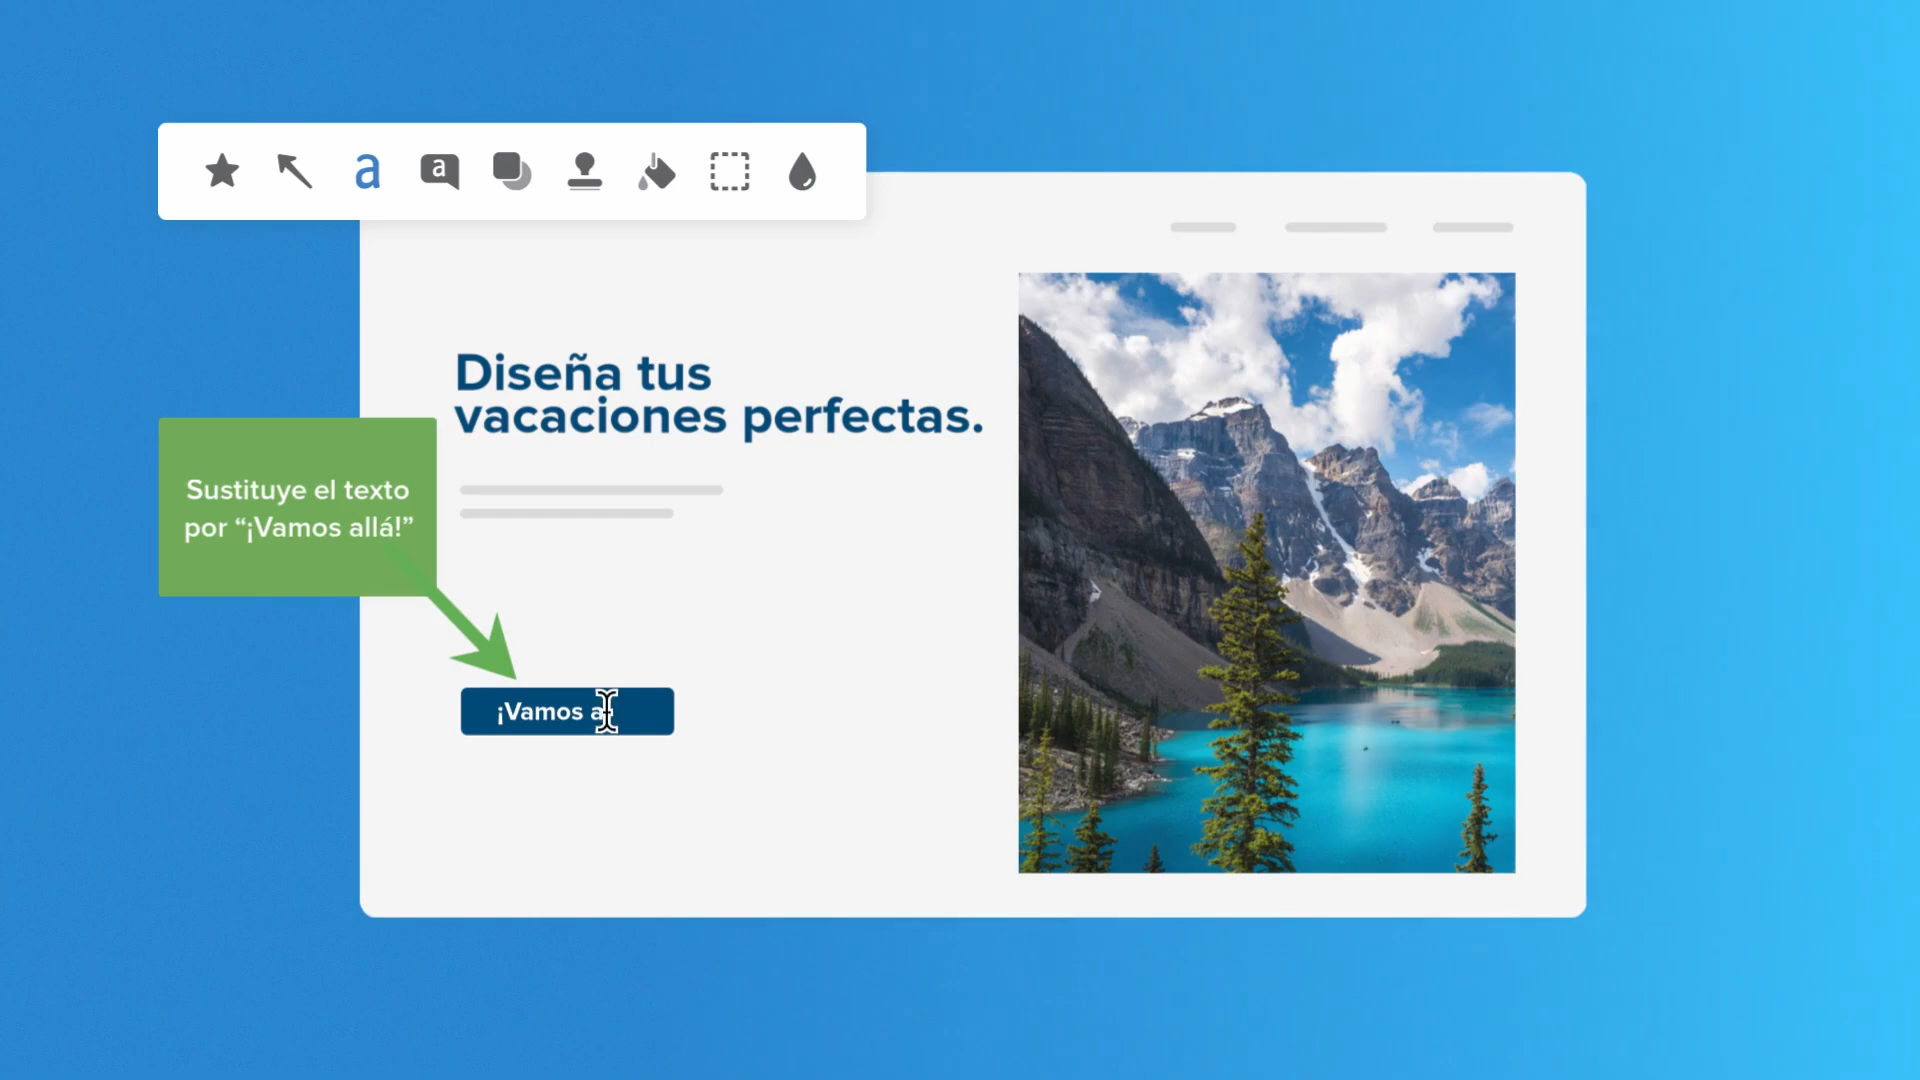 a
a
Diseña tus
vacaciones perfectas.
Sustituye el texto
por “¡Vamos allá!”
¡Vamos a